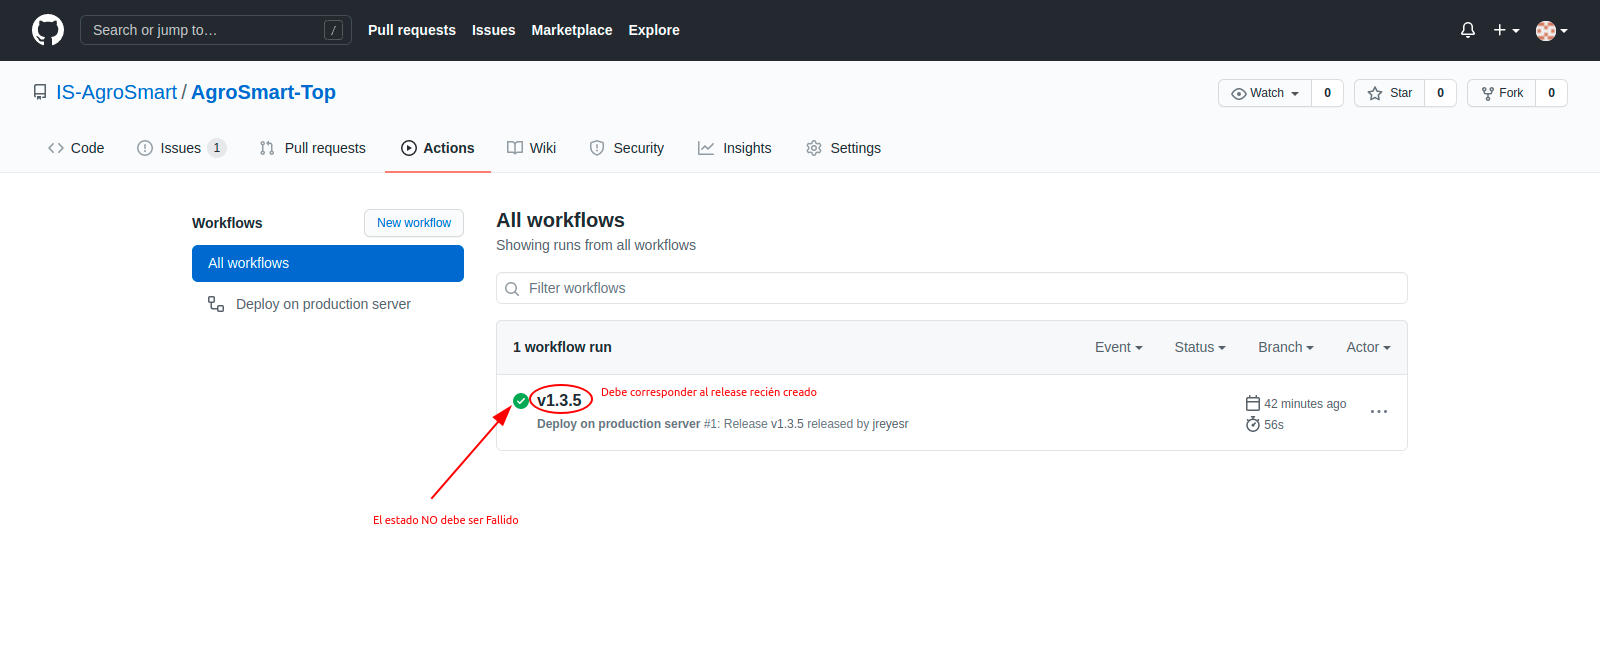 Search or jump to… /
Pull requests Issues Marketplace Explore
IS-AgroSmart / AgroSmart-Top
Watch 0 Star 0 Fork 0
Code Issues 1 Pull requests Actions Wiki Security Insights Settings
Workflows
New workflow
All workflows
Deploy on production server
All workflows
Showing runs from all workflows
Filter workflows
1 workflow run
Event Status Branch Actor
v1.3.5
Debe corresponder al release recién creado
Deploy on production server #1: Release v1.3.5 released by jreyesr
42 minutes ago
56s
El estado NO debe ser Fallido